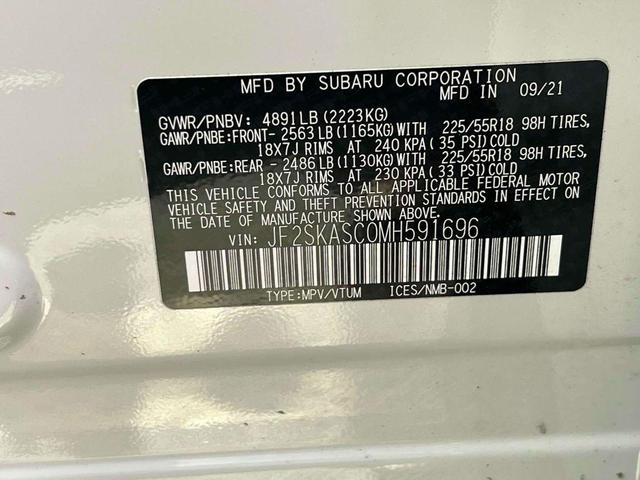 MFD BY SUBARU CORPORATION
MFD IN 09/21
GVWR/PNBV: 4891LB(2223KG)
GAWR/PNBE:FRONT- 2563LB(1165KG)WITH 225/55R18 98H TIRES,
18X7J RIMS AT 240 KPA(35 PSI)COLD
GAWR/PNBE:REAR - 2486LB(1130KG)WITH 225/55R18 98H TIRES,
18X7J RIMS AT 230 KPA(33 PSI)COLD
THIS VEHICLE CONFORMS TO ALL APPLICABLE FEDERAL MOTOR
VEHICLE SAFETY AND THEFT PREVENTION STANDARDS IN EFFECT ON
THE DATE OF MANUFACTURE SHOWN ABOVE.
VIN: JF2SKASC0MH591696
TYPE:MPV/VTUM ICES/NMB-002